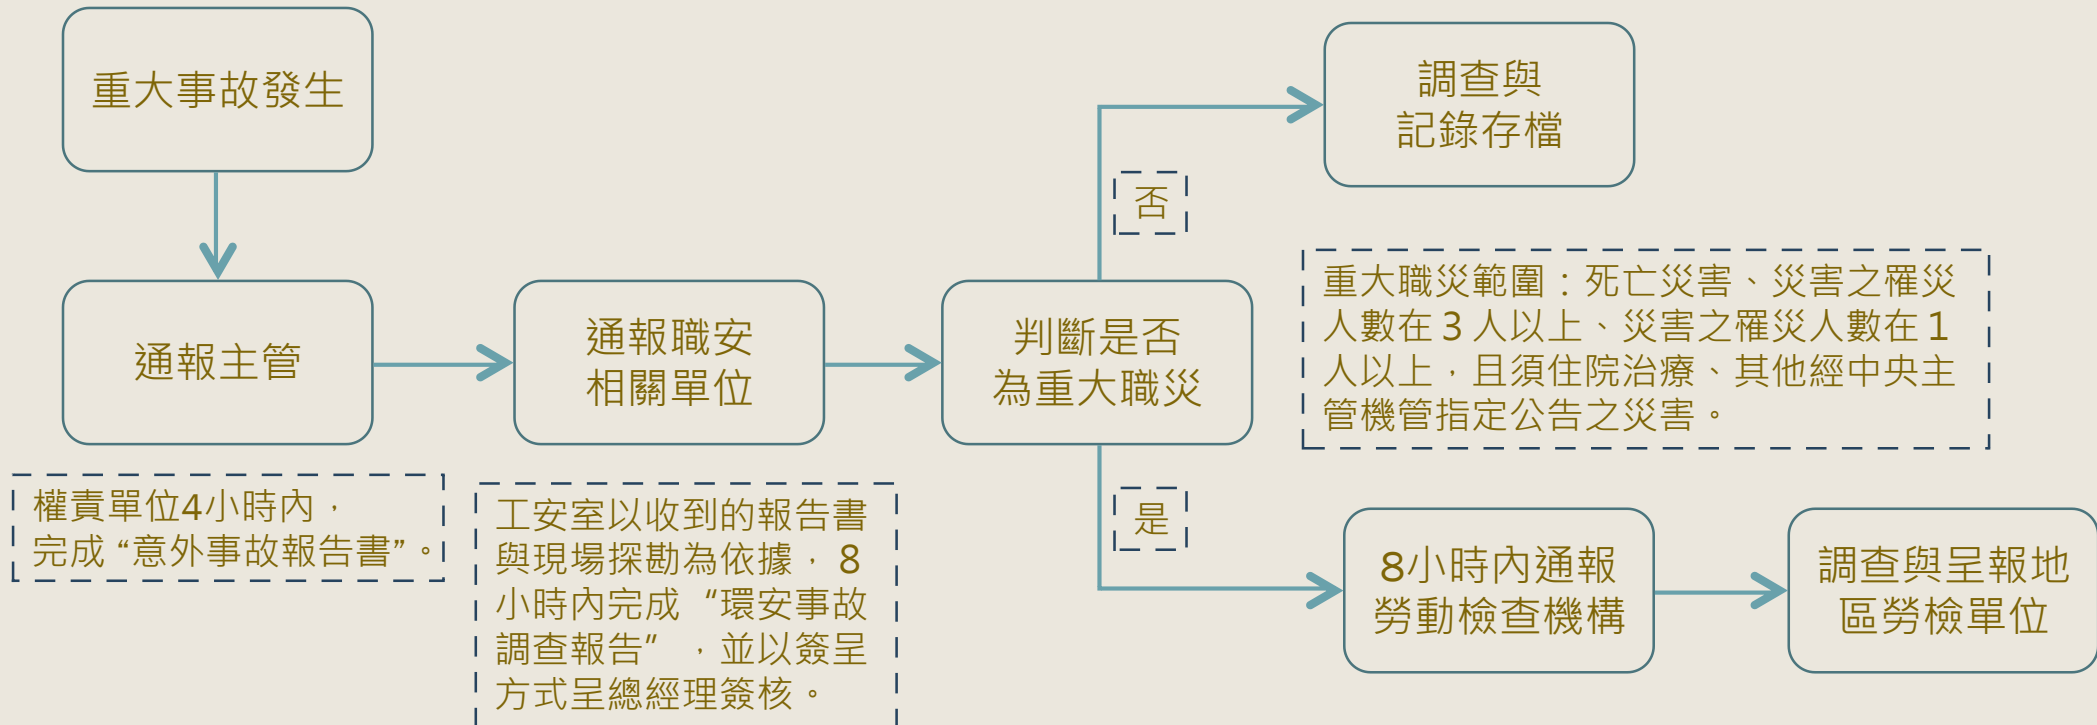 重大事故發生
調查與
記錄存檔
否
通報主管
通報職安
相關單位
判斷是否
為重大職災
重大職災範圍：死亡災害、災害之罹災
人數在 3 人以上、災害之罹災人數在 1
人以上，且須住院治療、其他經中央主
管機管指定公告之災害。
權責單位4小時內，
完成 “意外事故報告書”。
工安室以收到的報告書
與現場探勘為依據，8
小時內完成 “環安事故
調查報告” ，並以簽呈
方式呈總經理簽核。
是
8小時內通報
勞動檢查機構
調查與呈報地
區勞檢單位